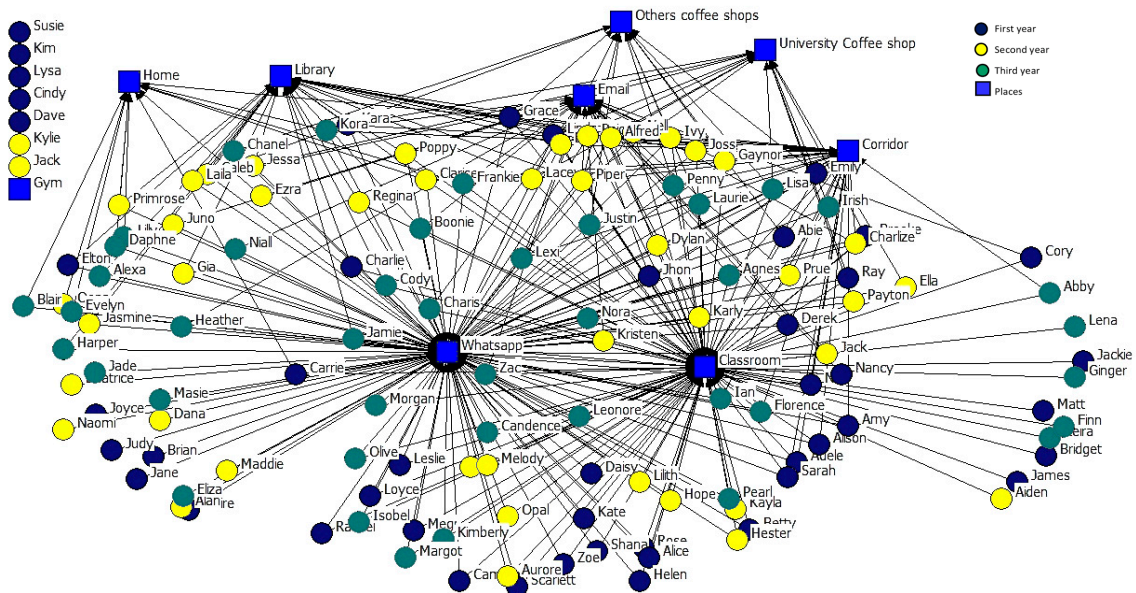 Susie
Kim
Lysa
Cindy
Dave
Kylie
Jack
Gym
Others coffee shops
University Coffee shop
First year
Second year
Third year
Places
Home
Library
Email
Corridor
Grace
Kora
Alfred
Ivy
Joss
Gaynor
Chanel
Jessa
Poppy
Laila
Ezra
Regina
Frankie
Lacey
Piper
Penny
Laurie
Lisa
Emily
Irish
Primrose
Juno
Boonie
Justin
Abie
Charlize
Daphne
Niall
Dylan
Elton
Alexa
Gia
Charlie
Cody
Lexi
Jhon
Agnes
Prue
Ray
Ella
Cory
Abby
Payton
Blair
Evelyn
Jasmine
Heather
Charis
Nora
Karly
Derek
Lena
Harper
Jamie
Kristen
Whatsapp
Classroom
Jack
Jackie
Ginger
Jade
Carrie
Zac
Nancy
Masie
Morgan
Ian
Florence
Matt
Joyce
Dana
Leonore
Amy
Finn
Naomi
Candence
Alison
Bridget
Judy
Brian
Olive
Leslie
Melody
Daisy
Adele
Sarah
Jane
Maddie
Lilith
James
Aiden
Eliza
Alan
Loyce
Hope
Pearl
Kayla
Isobel
Opal
Kate
Betty
Hester
Kimberly
Margot
Shana
Alice
Zoe
Helen
Aurore
Scarlett